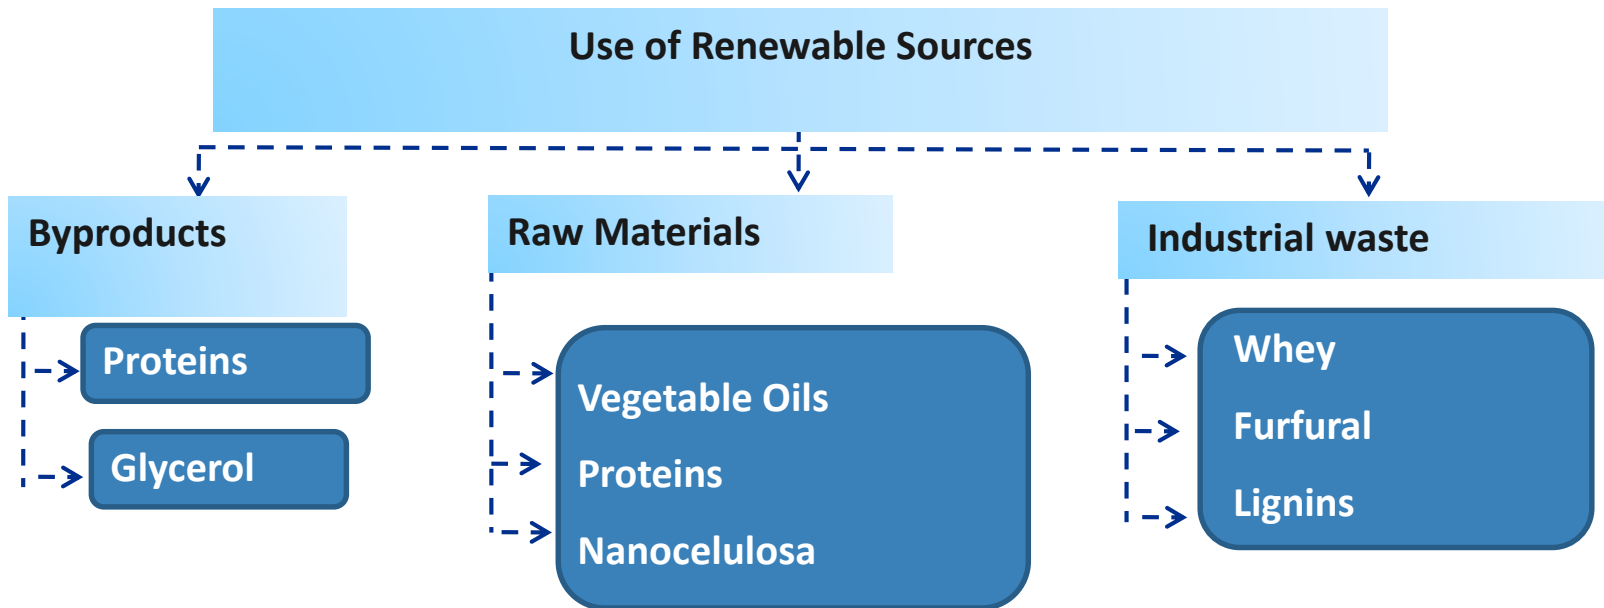 Use of Renewable Sources
Byproducts
Proteins
Glycerol
Raw Materials
Vegetable Oils
Proteins
Nanocelulosa
Industrial waste
Whey
Furfural
Lignins